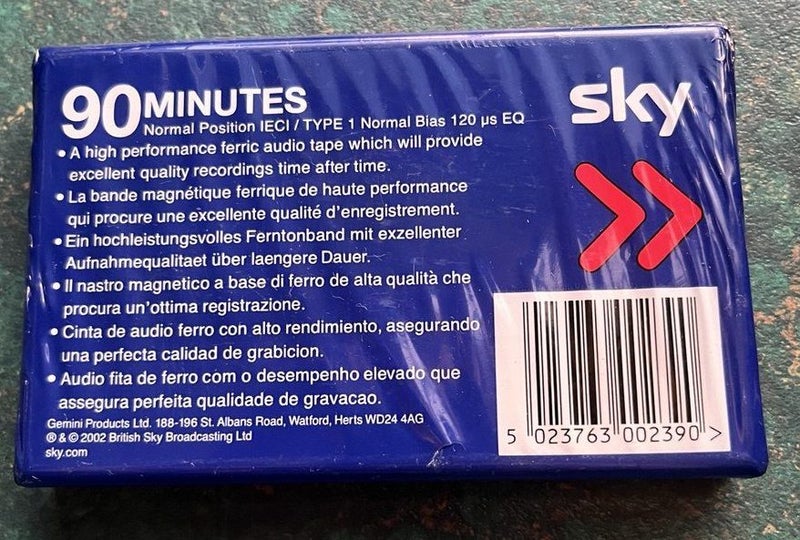 90 MINUTES
Normal Position IECI / TYPE 1 Normal Bias 120 µs EQ
sky
• A high performance ferric audio tape which will provide
excellent quality recordings time after time.
• La bande magnétique ferrique de haute performance
qui procure une excellente qualité d'enregistrement.
• Ein hochleistungsvolles Ferntonband mit exzellenter
Aufnahmequalitaet über laengere Dauer.
• Il nastro magnetico a base di ferro de alta qualità che
procura un'ottima registrazione.
• Cinta de audio ferro con alto rendimiento, asegurando
una perfecta calidad de grabicion.
• Audio fita de ferro com o desempenho elevado que
assegura perfeita qualidade de gravacao.
Gemini Products Ltd. 188-196 St. Albans Road, Watford, Herts WD24 4AG
® & © 2002 British Sky Broadcasting Ltd
sky.com
5 023763 002390 >